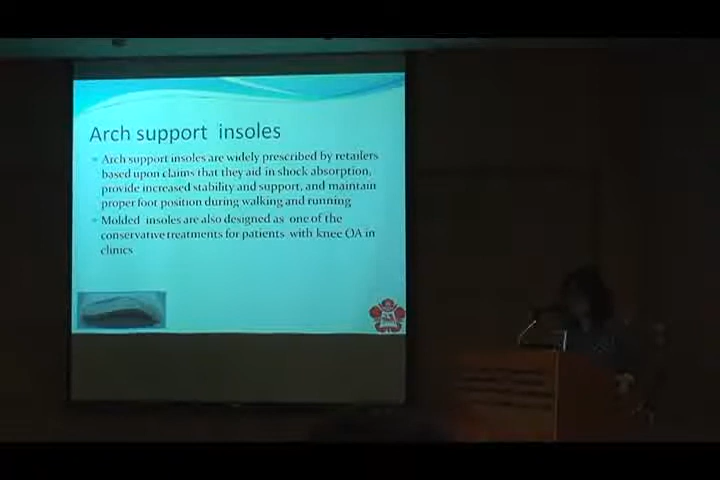 Arch support insoles
Arch support insoles are widely prescribed by retailers
based upon claims that they aid in shock absorption,
provide increased stability and support, and maintain
proper foot position during walking and running
Molded insoles are also designed as one of the
conservative treatments for patients with knee OA in
clinics